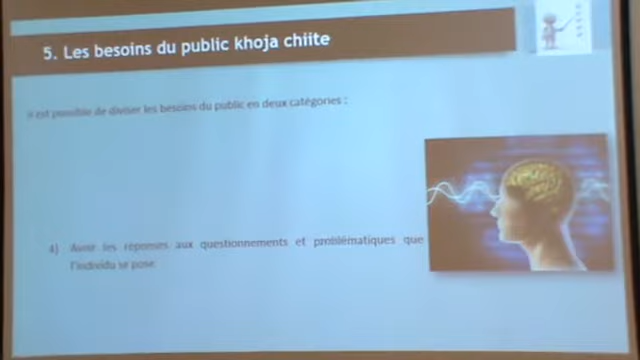 5. Les besoins du public khoja chiite
Il est possible de diviser les besoins du public en deux catégories :
4) Avoir les réponses aux questionnements et problématiques que
l'individu se pose